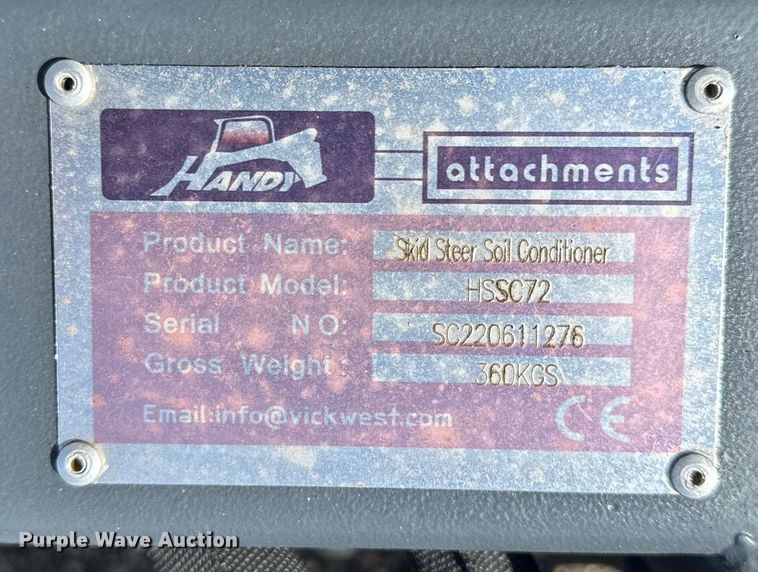 HANDY
attachments
Product Name: Skid Steer Soil Conditioner
Product Model: HSSC72
Serial NO: SC220611276
Gross Weight: 360KGS
Email:info@vickwest.com CE
Purple Wave Auction